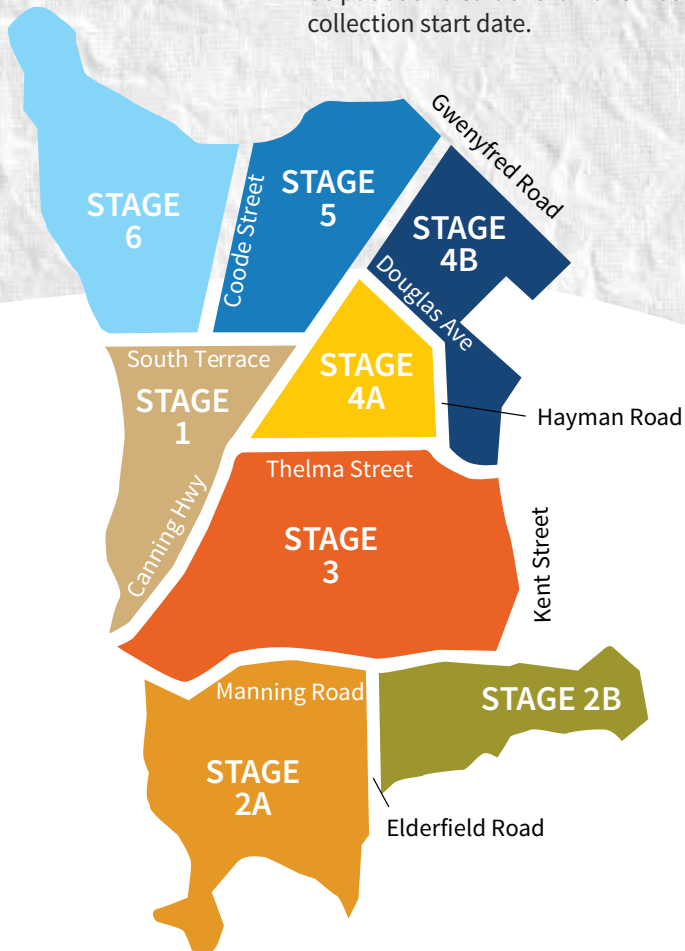 collection start date.
Gwenyfred Road
STAGE
5
STAGE
6
Coode Street
STAGE
4B
Douglas Ave
South Terrace
STAGE
4A
STAGE
1
Hayman Road
Thelma Street
Canning Hwy
STAGE
3
Kent Street
Manning Road
STAGE 2B
STAGE
2A
Elderfield Road